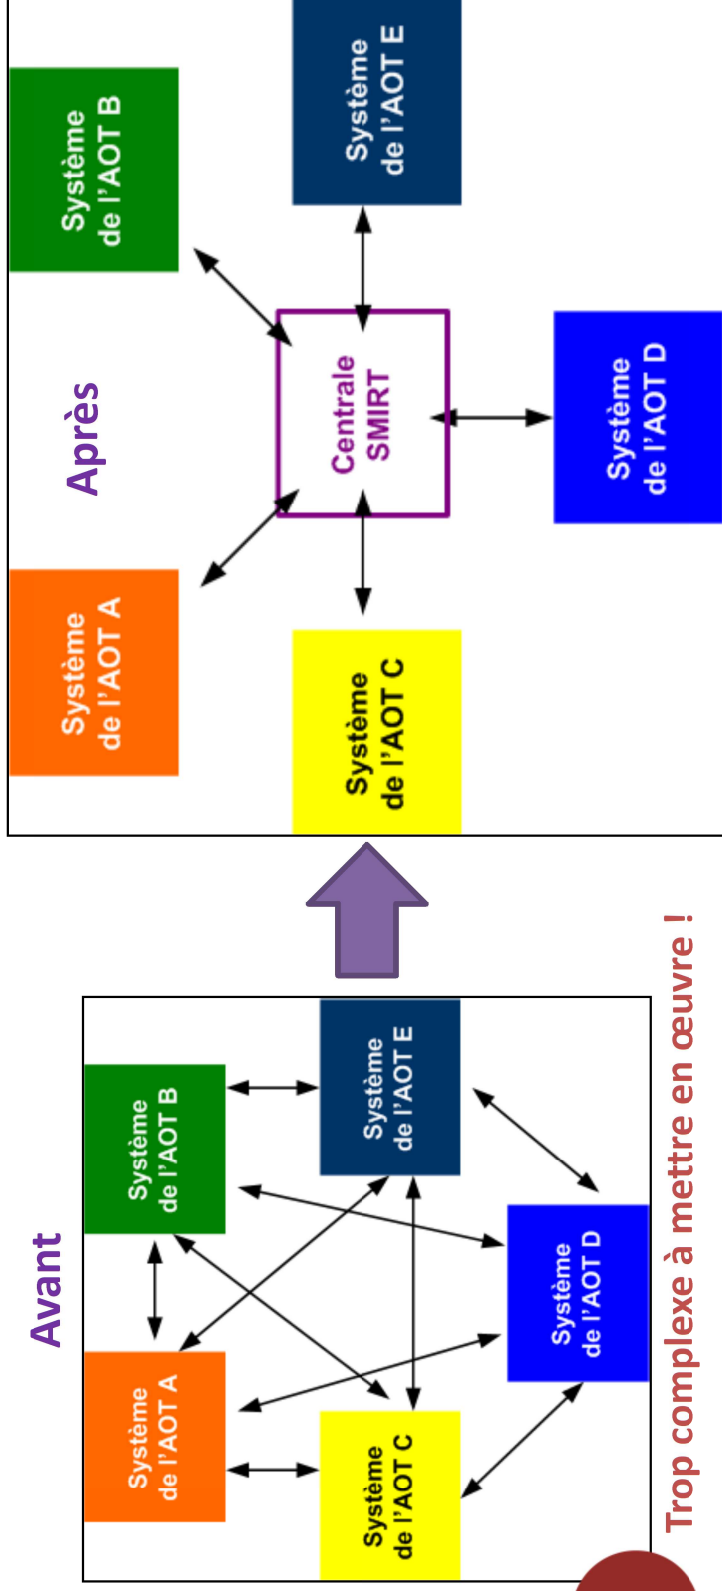 Avant
Système
de l'AOT A
Système
de l'AOT B
Système
de l'AOT C
Système
de l'AOT E
Système
de l'AOT D
Trop complexe à mettre en œuvre !
Après
Système
de l'AOT A
Système
de l'AOT B
Système
de l'AOT C
Centrale
SMIRT
Système
de l'AOT E
Système
de l'AOT D